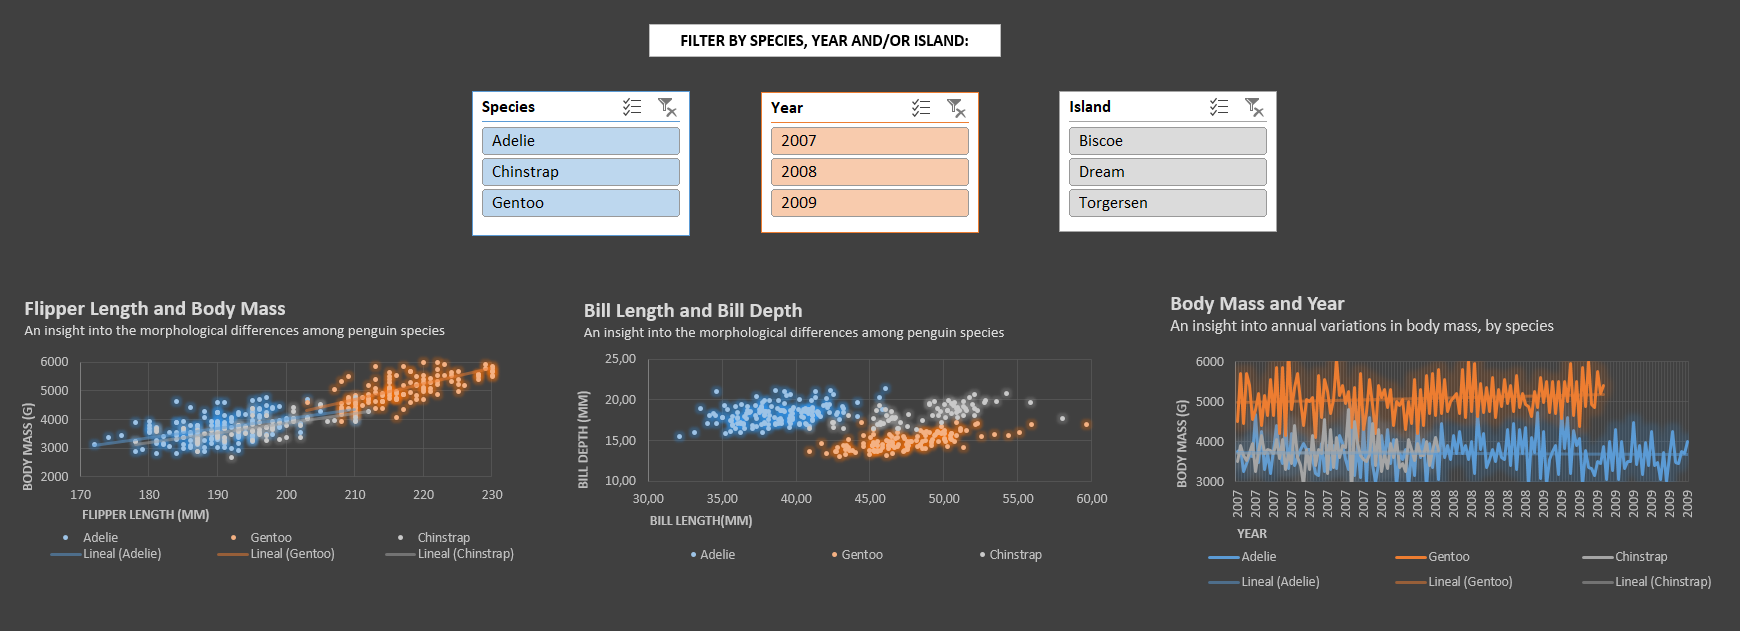 FILTER BY SPECIES, YEAR AND/OR ISLAND:
Species
Adelie
Chinstrap
Gentoo
Year
2007
2008
2009
Island
Biscoe
Dream
Torgersen
Flipper Length and Body Mass
An insight into the morphological differences among penguin species
BODY MASS (G)
6000
5000
4000
3000
2000
170 180 190 200 210 220 230
FLIPPER LENGTH (MM)
Adelie Gentoo Chinstrap
Lineal (Adelie) Lineal (Gentoo) Lineal (Chinstrap)
Bill Length and Bill Depth
An insight into the morphological differences among penguin species
BILL DEPTH (MM)
25,00
20,00
15,00
10,00
30,00 35,00 40,00 45,00 50,00 55,00 60,00
BILL LENGTH(MM)
Adelie Gentoo Chinstrap
Body Mass and Year
An insight into annual variations in body mass, by species
BODY MASS (G)
6000
5000
4000
3000
2007 2007 2007 2007 2007 2007 2007 2007 2008 2008 2008 2008 2008 2008 2008 2008 2009 2009 2009 2009 2009 2009 2009 2009 2009 2009
YEAR
Adelie Gentoo Chinstrap
Lineal (Adelie) Lineal (Gentoo) Lineal (Chinstrap)